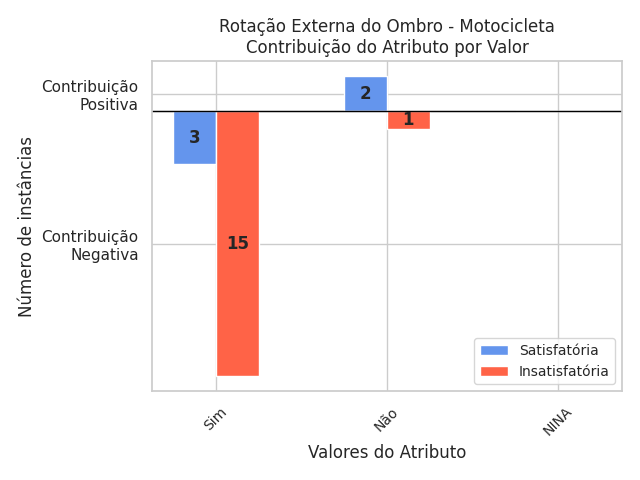 Rotação Externa do Ombro - Motocicleta
Contribuição do Atributo por Valor
Número de instâncias
Contribuição
Positiva
Contribuição
Negativa
2
3
1
15
Satisfatória
Insatisfatória
Sim
Não
NINA
Valores do Atributo